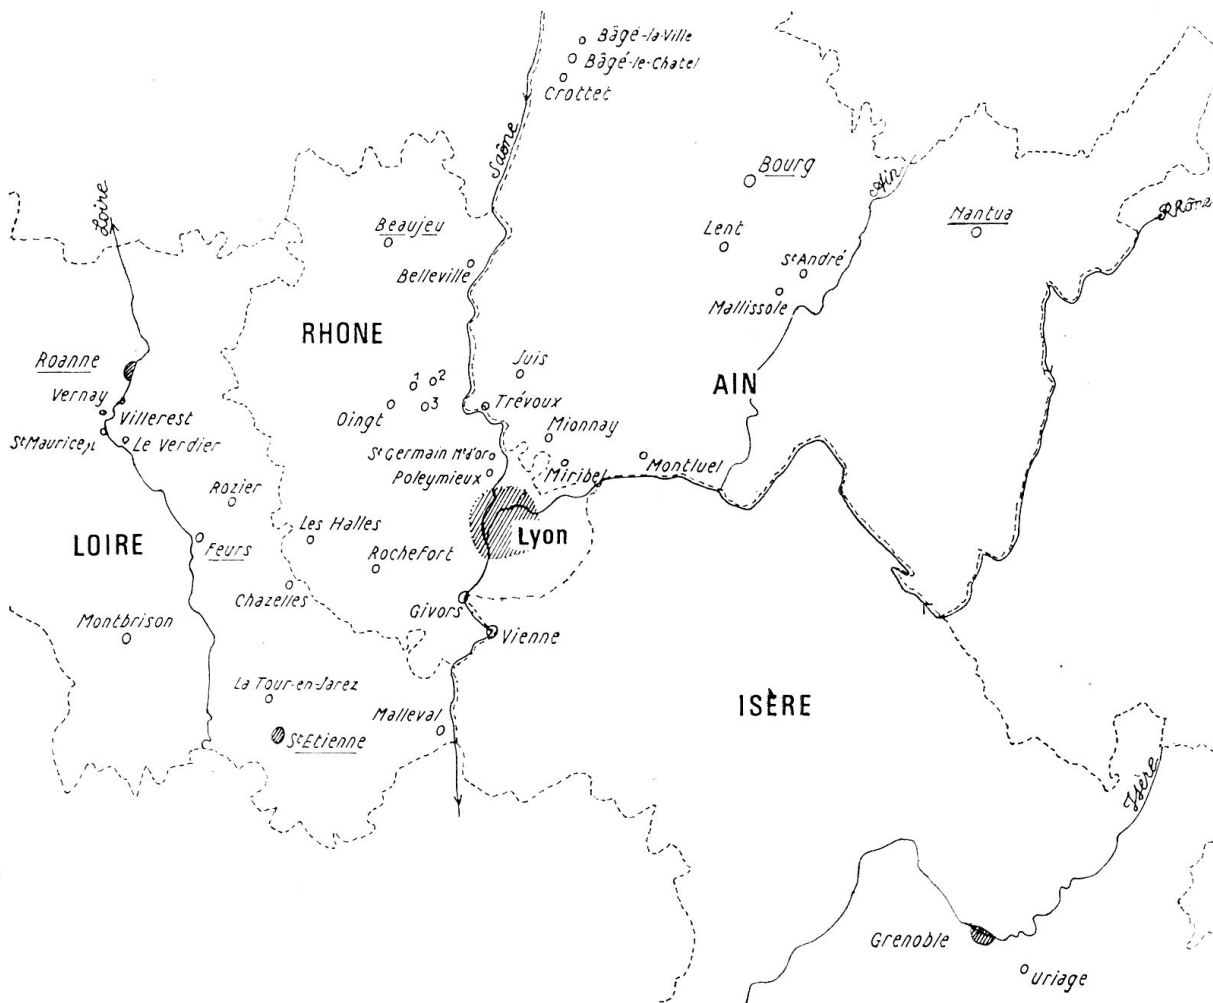 Bâgé-la-Ville
Bâgé-le-Chatel
Crottet
Saône
Bourg
Ain
Loire
Beaujeu
Lent
Mantua
Belleville
St André
Mallissole
RHONE
Roanne
Juis
AIN
1
2
Vernay
Villerest
Oingt
3
Trévoux
St Maurice s/L
Le Verdier
Mionnay
St Germain Mt d'or
Miribel
Montluel
Poleymieux
Rozier
Les Halles
Lyon
LOIRE
Feurs
Rochefort
Chazelles
Givors
Montbrison
Vienne
La Tour-en-Jarez
ISÈRE
Malleval
St Etienne
Isère
Grenoble
Uriage